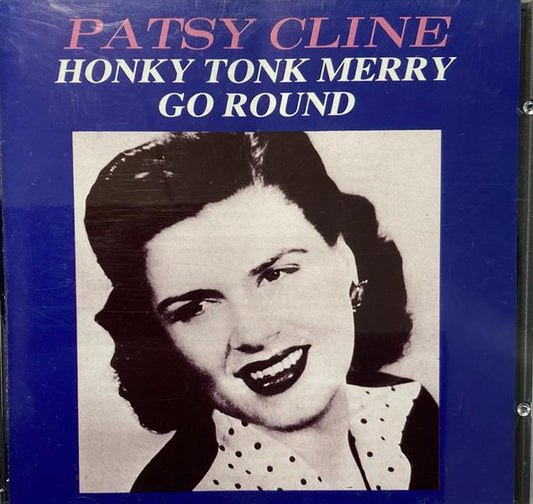 PATSY CLINE
HONKY TONK MERRY
GO ROUND